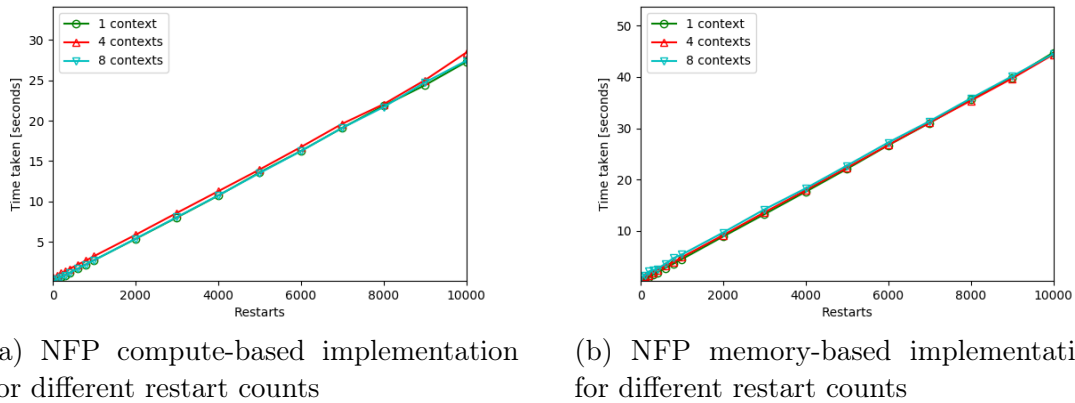 1 context
4 contexts
8 contexts
30
25
20
15
10
5
0
2000
4000
6000
8000
10000
Time taken [seconds]
Restarts
1 context
4 contexts
8 contexts
50
40
30
20
10
0
2000
4000
6000
8000
10000
Time taken [seconds]
Restarts
a) NFP compute-based implementation
or different restart counts
(b) NFP memory-based implementati
for different restart counts